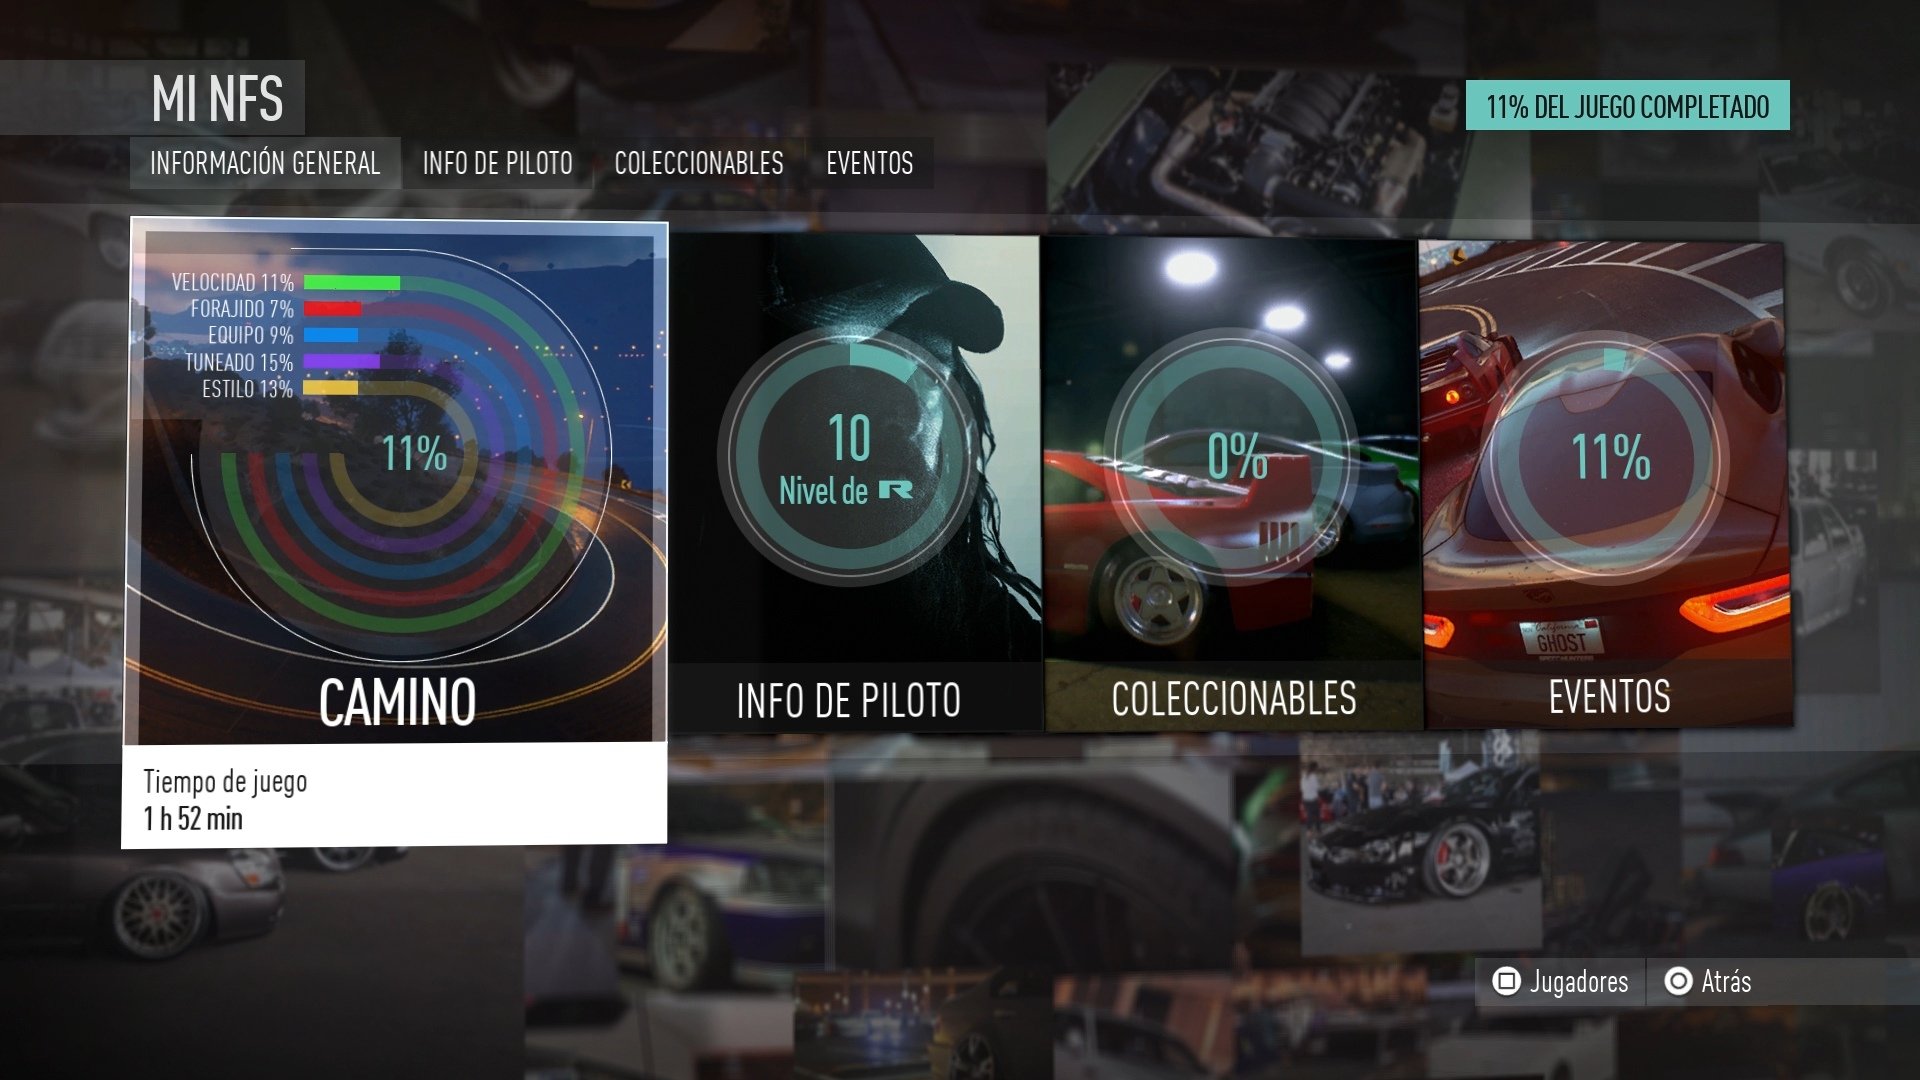 MI NFS
11% DEL JUEGO COMPLETADO
INFORMACIÓN GENERAL
INFO DE PILOTO
COLECCIONABLES
EVENTOS
VELOCIDAD 11%
FORAJIDO 7%
EQUIPO 9%
TUNEADO 15%
ESTILO 13%
11%
CAMINO
Tiempo de juego
1 h 52 min
10
Nivel de R
INFO DE PILOTO
0%
COLECCIONABLES
11%
California
GHOST
SPEEDHUNTERS
EVENTOS
Jugadores
Atrás